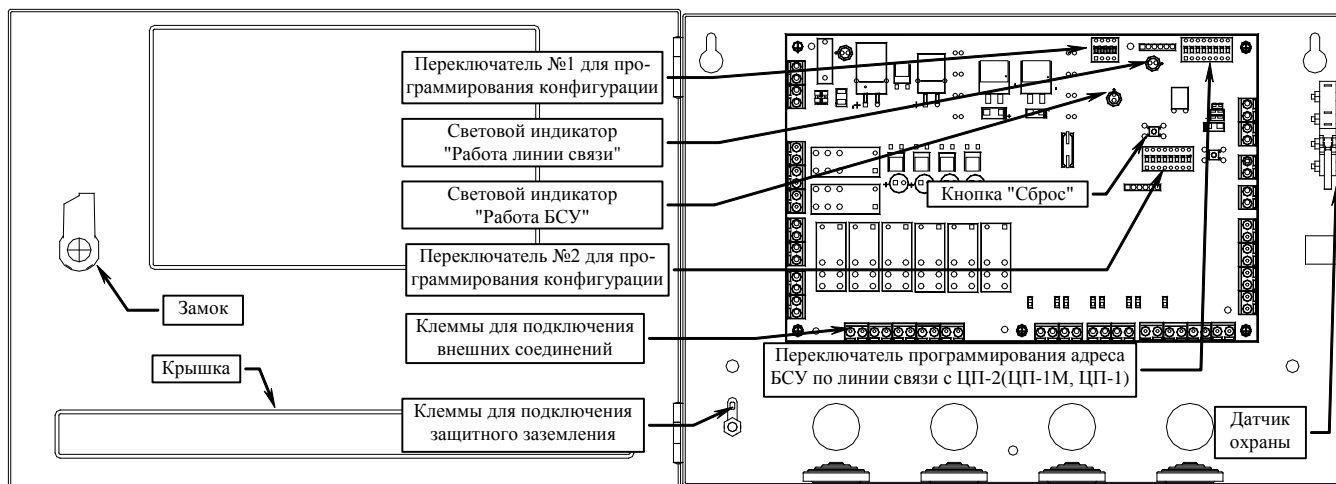 Переключатель №1 для про-
граммирования конфигурации
Световой индикатор
"Работа линии связи"
Световой индикатор
"Работа БСУ"
Кнопка "Сброс"
Переключатель №2 для про-
граммирования конфигурации
Замок
Клеммы для подключения
внешних соединений
Переключатель программирования адреса
БСУ по линии связи с ЦП-2(ЦП-1М, ЦП-1)
Крышка
Клеммы для подключения
защитного заземления
Датчик
охраны